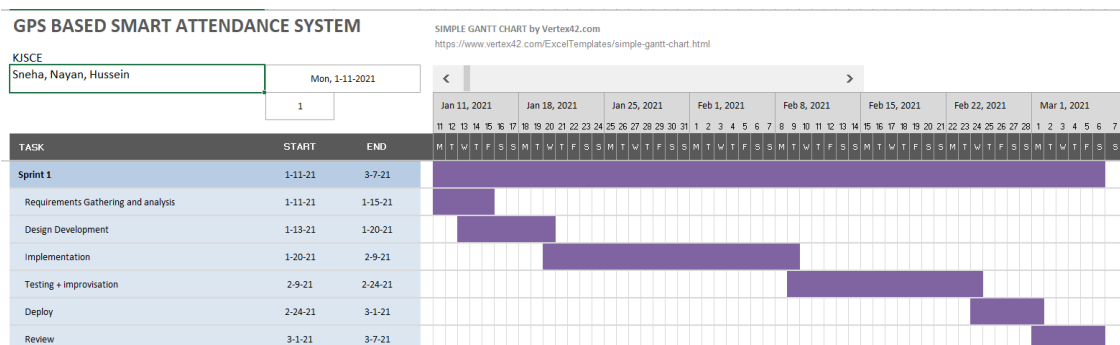 GPS BASED SMART ATTENDANCE SYSTEM
SIMPLE GANTT CHART by Vertex42.com
https://www.vertex42.com/ExcelTemplates/simple-gantt-chart.html
KJSCE
Sneha, Nayan, Hussein
Mon, 1-11-2021
1
Jan 11, 2021 Jan 18, 2021 Jan 25, 2021 Feb 1, 2021 Feb 8, 2021 Feb 15, 2021 Feb 22, 2021 Mar 1, 2021
11 12 13 14 15 16 17 18 19 20 21 22 23 24 25 26 27 28 29 30 31 1 2 3 4 5 6 7 8 9 10 11 12 13 14 15 16 17 18 19 20 21 22 23 24 25 26 27 28 1 2 3 4 5 6 7
TASK START END M T W T F S S M T W T F S S M T W T F S S M T W T F S S M T W T F S S M T W T F S S M T W T F S S M T W T F S S
Sprint 1 1-11-21 3-7-21
Requirements Gathering and analysis 1-11-21 1-15-21
Design Development 1-13-21 1-20-21
Implementation 1-20-21 2-9-21
Testing + improvisation 2-9-21 2-24-21
Deploy 2-24-21 3-1-21
Review 3-1-21 3-7-21